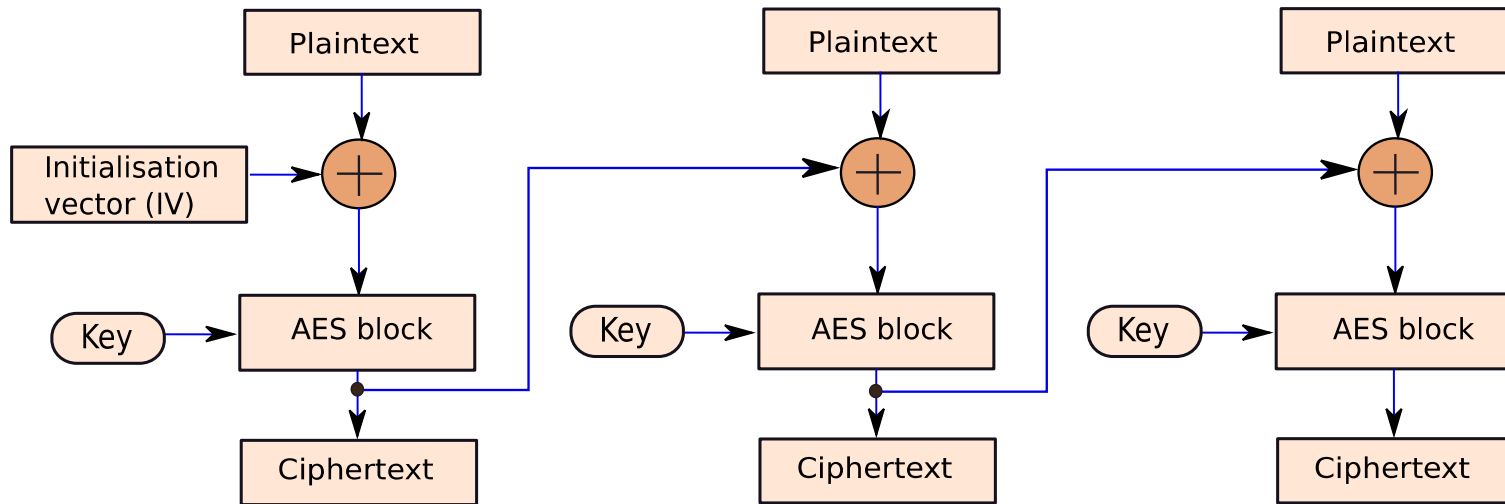 Plaintext
Plaintext
Plaintext
Initialisation
vector (IV)
Key
AES block
Key
AES block
Key
AES block
Ciphertext
Ciphertext
Ciphertext